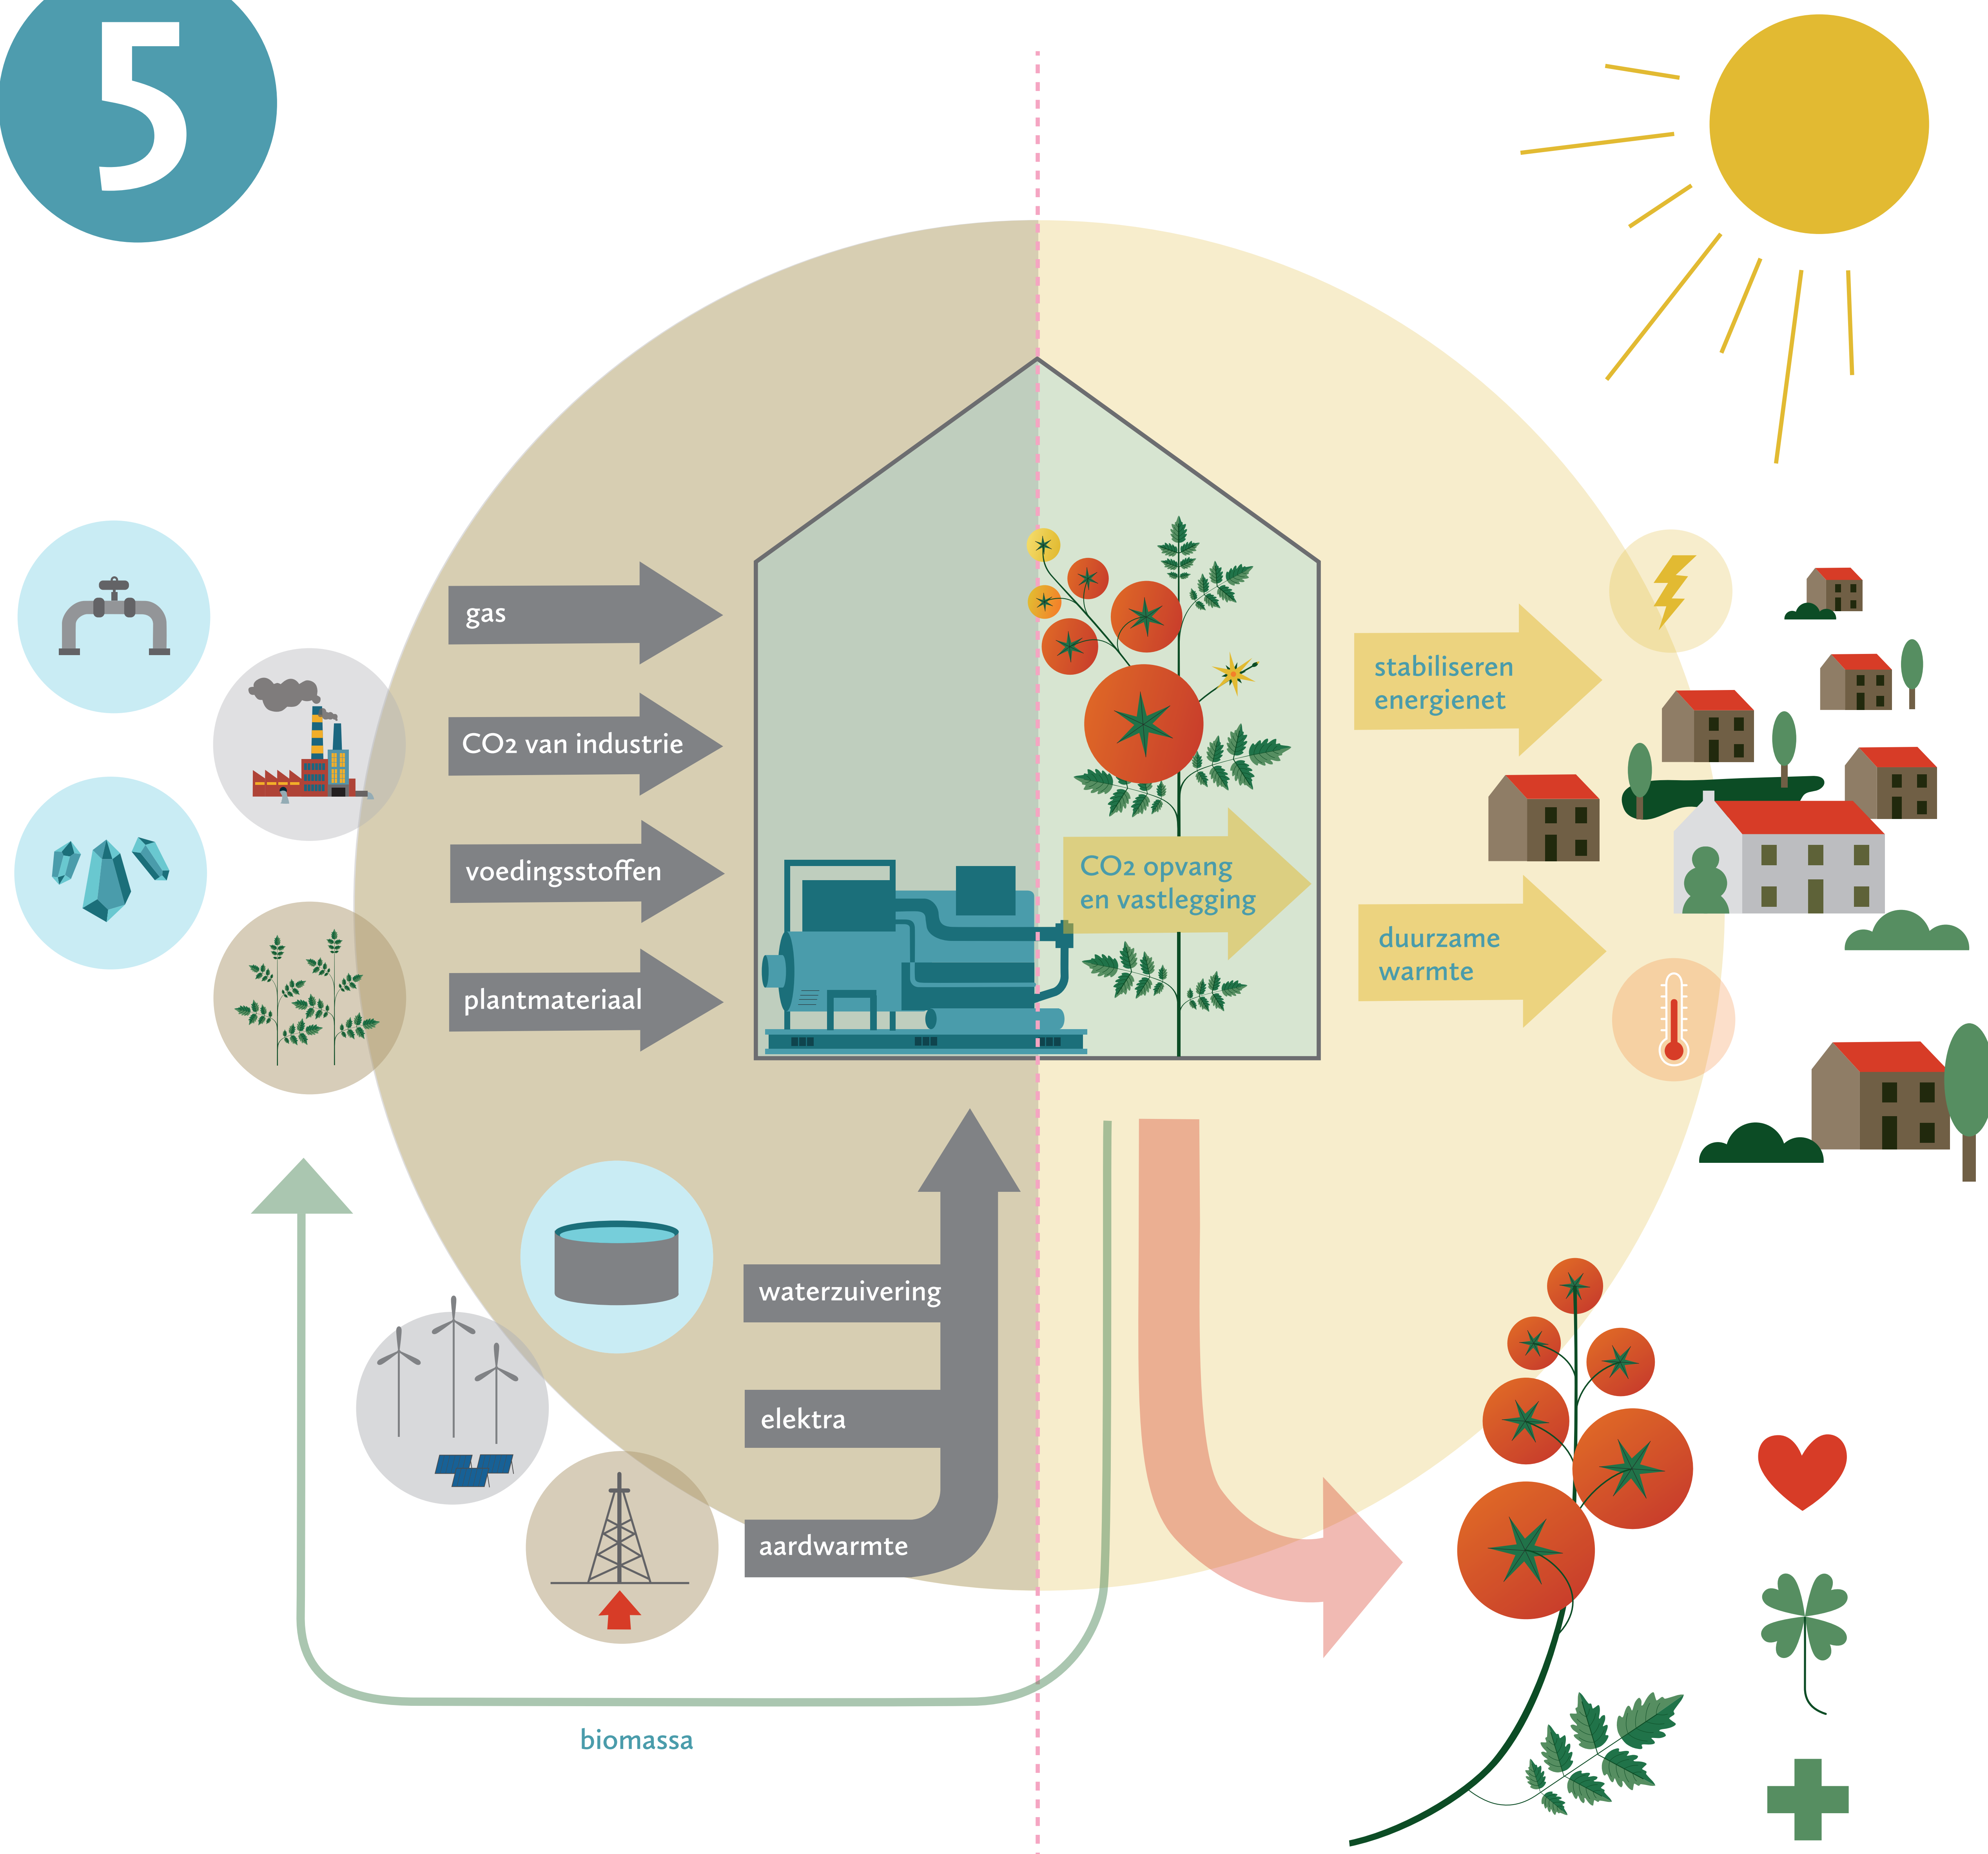 5
gas
CO2 van industrie
voedingsstoffen
plantmateriaal
CO2 opvang
en vastlegging
stabiliseren
energienet
duurzame
warmte
waterzuivering
elektra
aardwarmte
biomassa